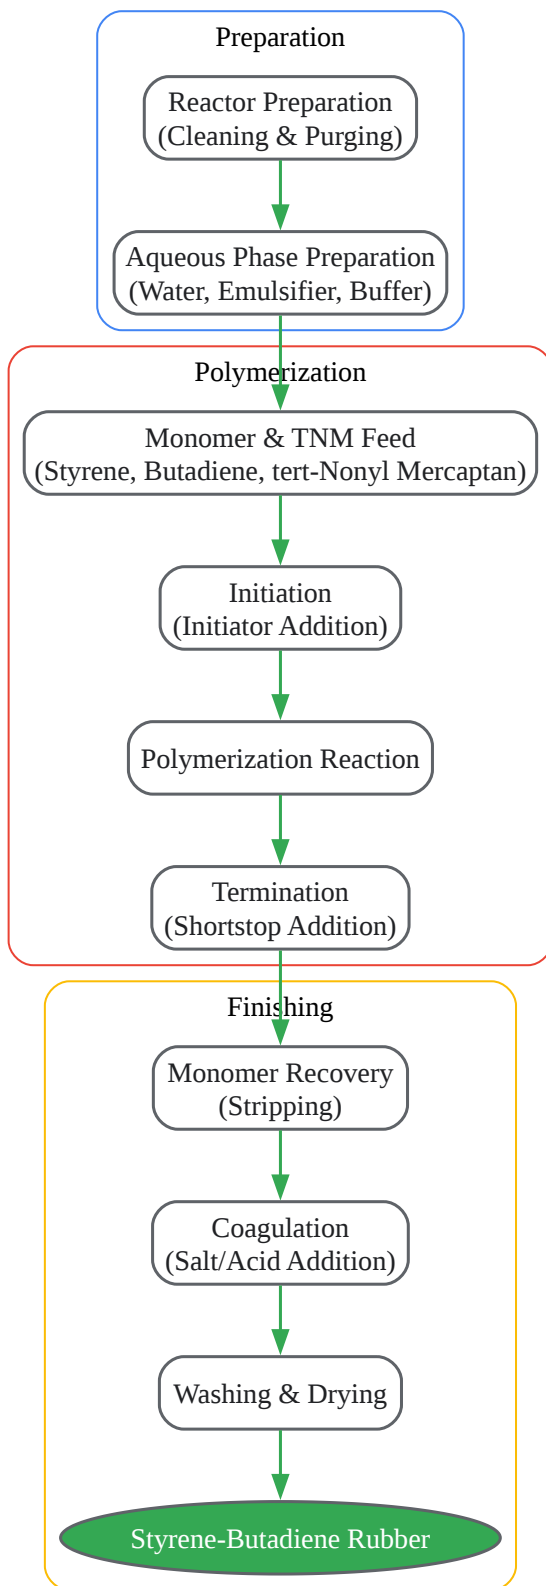 Preparation
Reactor Preparation
(Cleaning & Purging)
Aqueous Phase Preparation
(Water, Emulsifier, Buffer)
Polymerization
Monomer & TNM Feed
(Styrene, Butadiene, tert-Nonyl Mercaptan)
Initiation
(Initiator Addition)
Polymerization Reaction
Termination
(Shortstop Addition)
Finishing
Monomer Recovery
(Stripping)
Coagulation
(Salt/Acid Addition)
Washing & Drying
Styrene-Butadiene Rubber